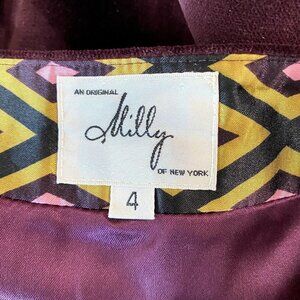 AN ORIGINAL
Milly
OF NEW YORK
4